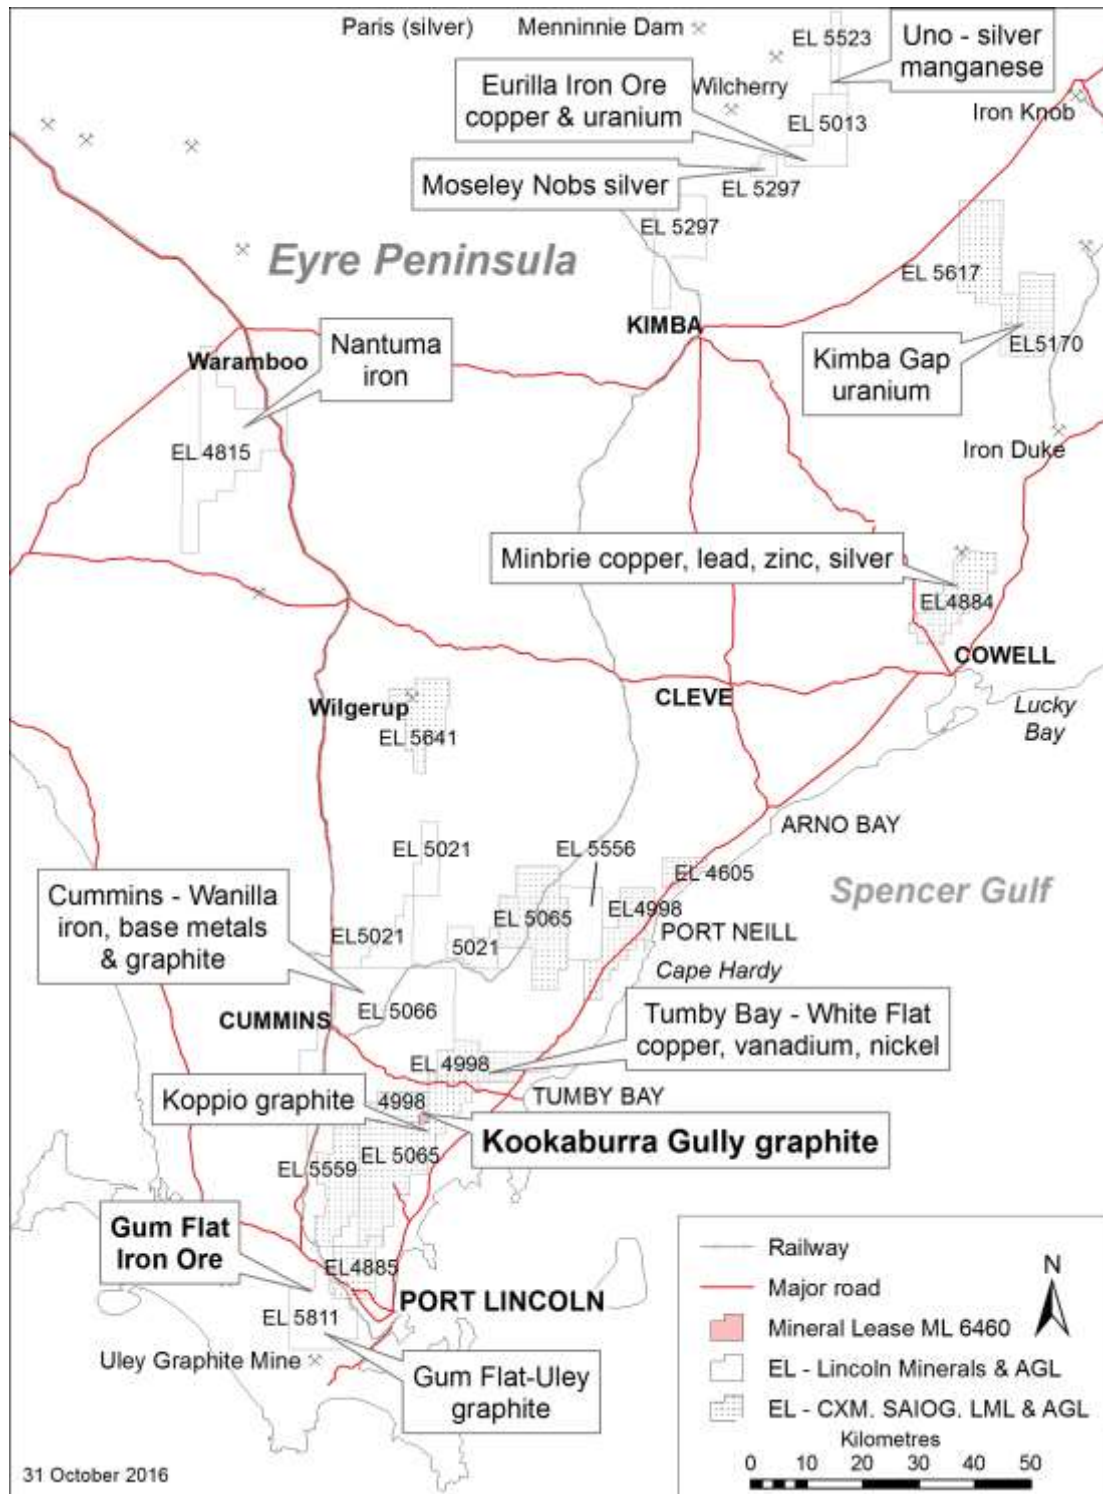 Paris (silver)
Menninnie Dam
EL 5523
Uno - silver
manganese
Eurilla Iron Ore
copper & uranium
Wilcherry
Iron Knob
EL 5013
Moseley Nobs silver
EL 5297
EL 5297
Eyre Peninsula
EL 5617
KIMBA
EL5170
Kimba Gap
uranium
Waramboo
Nantuma
iron
EL 4815
Iron Duke
Minbrie copper, lead, zinc, silver
EL4884
COWELL
CLEVE
Lucky
Bay
Wilgerup
EL 5641
ARNO BAY
EL 5021
EL 5556
EL 4605
Spencer Gulf
Cummins - Wanilla
iron, base metals
& graphite
EL 5065
EL4998
EL5021
5021
PORT NEILL
Cape Hardy
EL 5066
CUMMINS
Tumby Bay - White Flat
copper, vanadium, nickel
EL 4998
Koppio graphite
4998
TUMBY BAY
Kookaburra Gully graphite
EL 5065
EL 5559
Gum Flat
Iron Ore
EL4885
PORT LINCOLN
EL 5811
Uley Graphite Mine
Gum Flat-Uley
graphite
Railway
Major road
Mineral Lease ML 6460
EL - Lincoln Minerals & AGL
EL - CXM. SAIOG. LML & AGL
N
Kilometres
0 10 20 30 40 50
31 October 2016